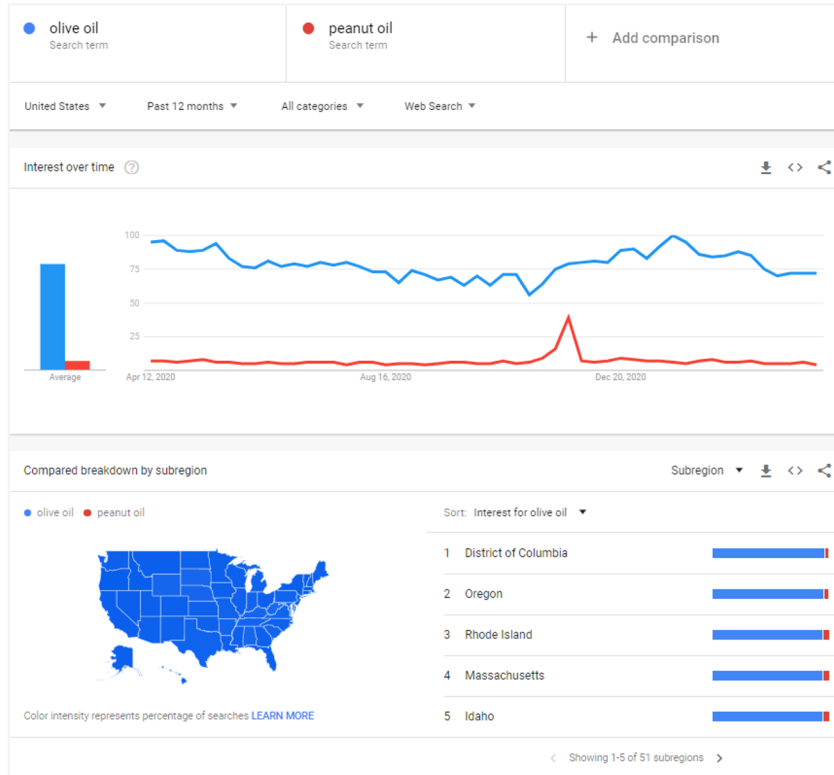 olive oil
Search term
peanut oil
Search term
+ Add comparison
United States
Past 12 months
All categories
Web Search
Interest over time ?
100
75
50
25
Average
Apr 12, 2020
Aug 16, 2020
Dec 20, 2020
Compared breakdown by subregion
Subregion
olive oil
peanut oil
Sort: Interest for olive oil
1 District of Columbia
2 Oregon
3 Rhode Island
4 Massachusetts
5 Idaho
Color intensity represents percentage of searches LEARN MORE
Showing 1-5 of 51 subregions